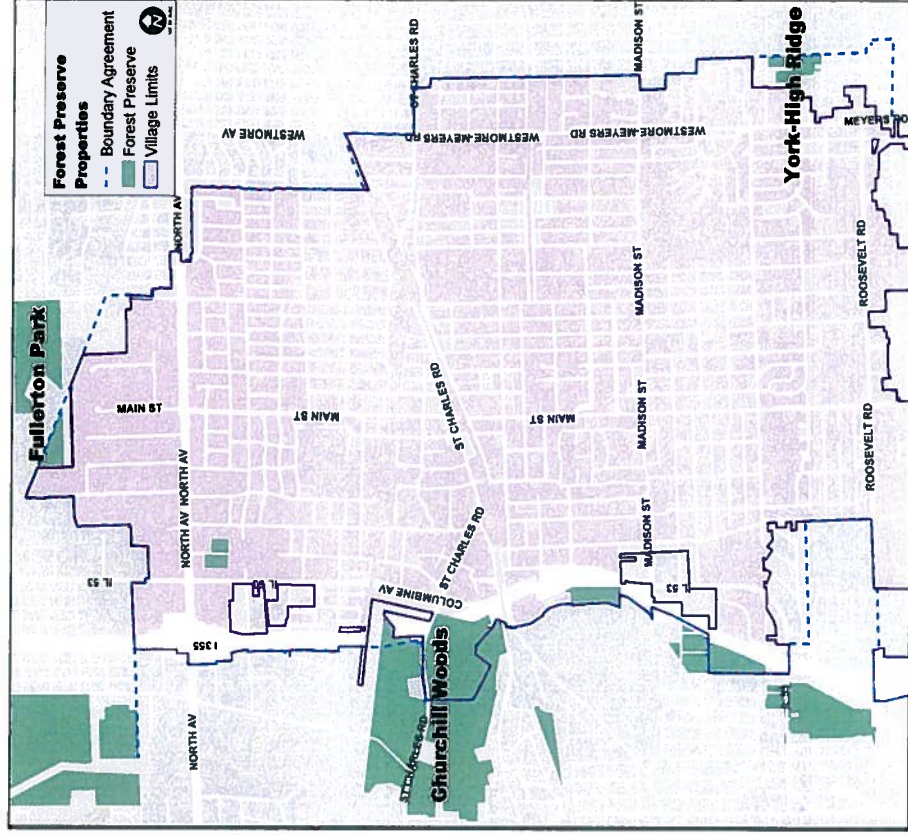 Forest Preserve
Properties
Boundary Agreement
Forest Preserve
Village Limits
Fullerton Park
ST CHARLES RD
MADISON ST
York-High Ridge
WESTMORE AV
WESTMORE-MEYERS RD
WESTMORE-MEYERS RD
NORTH AV
MAIN ST
MAIN ST
ST CHARLES RD
MAIN ST
MADISON ST
MADISON ST
ROOSEVELT RD
ROOSEVELT RD
NORTH AV
NORTH AV
IL 53
IL
COLUMBINE AV
ST CHARLES RD
MADISON ST
IL 53
I 355
NORTH AV
ST CHARLES RD
Churchill Woods